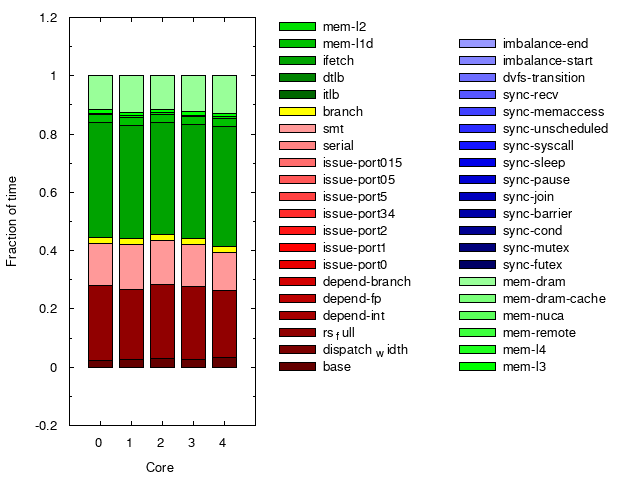 1.2
1
0.8
0.6
0.4
0.2
0
-0.2
Fraction of time
0 1 2 3 4
Core
mem-l2
mem-l1d
ifetch
dtlb
itlb
branch
smt
serial
issue-port015
issue-port05
issue-port5
issue-port34
issue-port2
issue-port1
issue-port0
depend-branch
depend-fp
depend-int
rs f ull
dispatch w idth
base
imbalance-end
imbalance-start
dvfs-transition
sync-recv
sync-memaccess
sync-unscheduled
sync-syscall
sync-sleep
sync-pause
sync-join
sync-barrier
sync-cond
sync-mutex
sync-futex
mem-dram
mem-dram-cache
mem-nuca
mem-remote
mem-l4
mem-l3